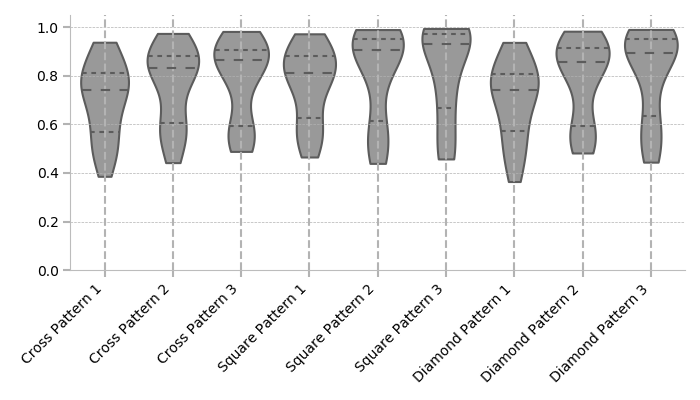 1.0
0.8
0.6
0.4
0.2
0.0
Cross Pattern 1
Cross Pattern 2
Cross Pattern 3
Square Pattern 1
Square Pattern 2
Square Pattern 3
Diamond Pattern 1
Diamond Pattern 2
Diamond Pattern 3